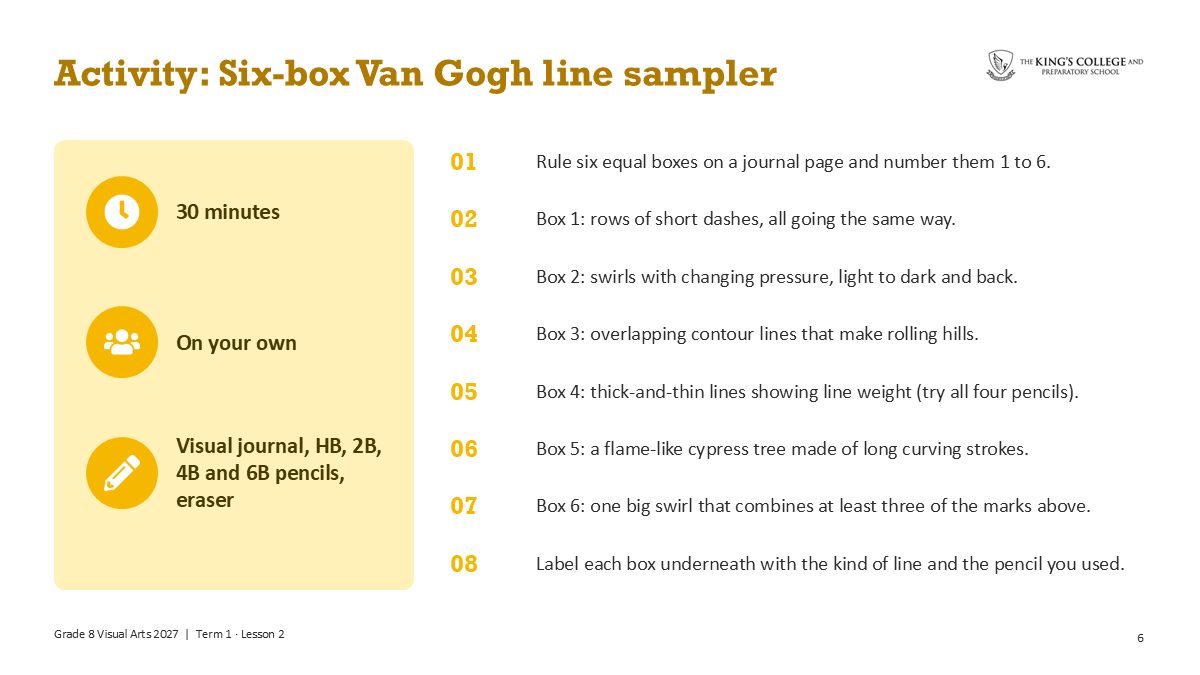 Activity: Six-box Van Gogh line sampler
THE KING'S COLLEGE AND
PREPARATORY SCHOOL
30 minutes
On your own
Visual journal, HB, 2B,
4B and 6B pencils,
eraser
01 Rule six equal boxes on a journal page and number them 1 to 6.
02 Box 1: rows of short dashes, all going the same way.
03 Box 2: swirls with changing pressure, light to dark and back.
04 Box 3: overlapping contour lines that make rolling hills.
05 Box 4: thick-and-thin lines showing line weight (try all four pencils).
06 Box 5: a flame-like cypress tree made of long curving strokes.
07 Box 6: one big swirl that combines at least three of the marks above.
08 Label each box underneath with the kind of line and the pencil you used.
Grade 8 Visual Arts 2027 | Term 1 · Lesson 2
6